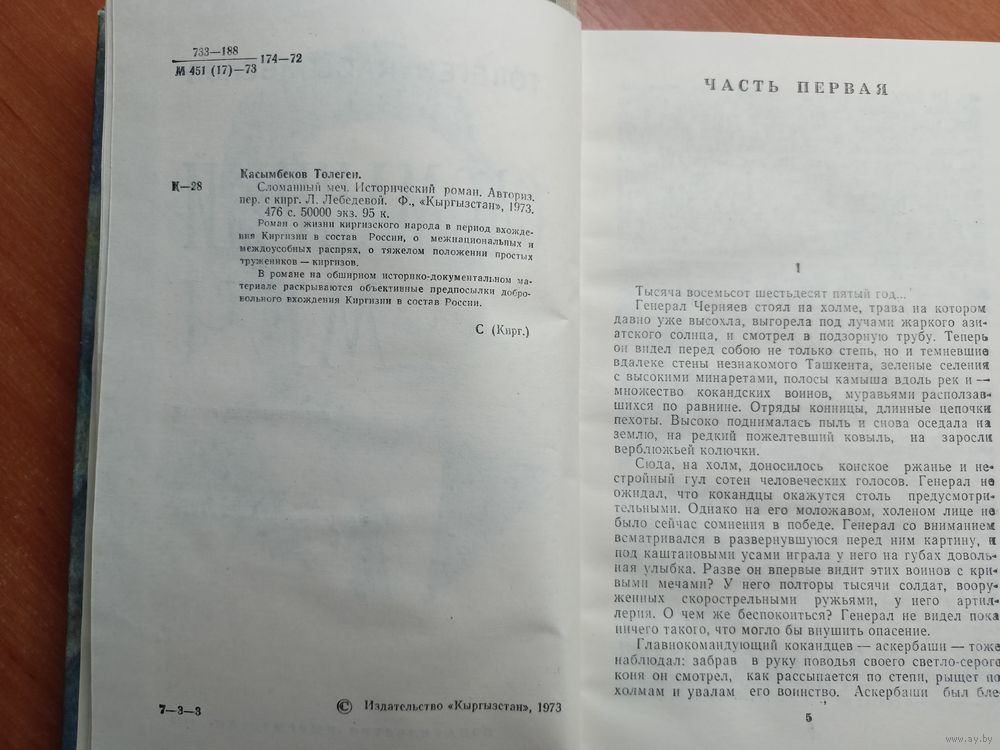 733—188
М 451 (17)—73
174—72
К—28
Касымбеков Толеген.
Сломанный меч. Исторический роман. Авториз.
пер. с кирг. Л. Лебедевой. Ф., «Кыргызстан», 1973.
476 с. 50000 экз. 95 к.
Роман о жизни киргизского народа в период вхожде-
ния Киргизии в состав России, о межнациональных и
междоусобных распрях, о тяжелом положении простых
тружеников — киргизов.
В романе на обширном историко-документальном ма-
териале раскрываются объективные предпосылки добро-
вольного вхождения Киргизии в состав России.
С (Кирг.)
7—3—3
© Издательство «Кыргызстан», 1973
ЧАСТЬ ПЕРВАЯ
1
Тысяча восемьсот шестьдесят пятый год...
Генерал Черняев стоял на холме, трава на котором
давно уже высохла, выгорела под лучами жаркого ази-
атского солнца, и смотрел в подзорную трубу. Теперь
он видел перед собою не только степь, но и темневшие
вдалеке стены незнакомого Ташкента, зеленые селения
с высокими минаретами, полосы камыша вдоль рек и —
множество кокандских воинов, муравьями расползав-
шихся по равнине. Отряды конницы, длинные цепочки
пехоты. Высоко поднималась пыль и снова оседала на
землю, на редкий пожелтевший ковыль, на заросли
верблюжьей колючки.
Сюда, на холм, доносилось конское ржанье и не-
стройный гул сотен человеческих голосов. Генерал не
ожидал, что кокандцы окажутся столь предусмотри-
тельными. Однако на его моложавом, холеном лице не
было сейчас сомнения в победе. Генерал со вниманием
всматривался в развернувшуюся перед ним картину, и
под каштановыми усами играла у него на губах доволь-
ная улыбка. Разве он впервые видит этих воинов с кри-
выми мечами? У него полторы тысячи солдат, воору-
женных скорострельными ружьями, у него артил-
лерия. О чем же беспокоиться? Генерал не видел пока
ничего такого, что могло бы внушить опасение.
Главнокомандующий кокандцев — аскербаши — тоже
наблюдал: забрав в руку поводья своего светло-серого
коня он смотрел, как рассыпается по степи, рыщет по
холмам и увалам его воинство. Аскербаши был бле-
5
www.ay.by